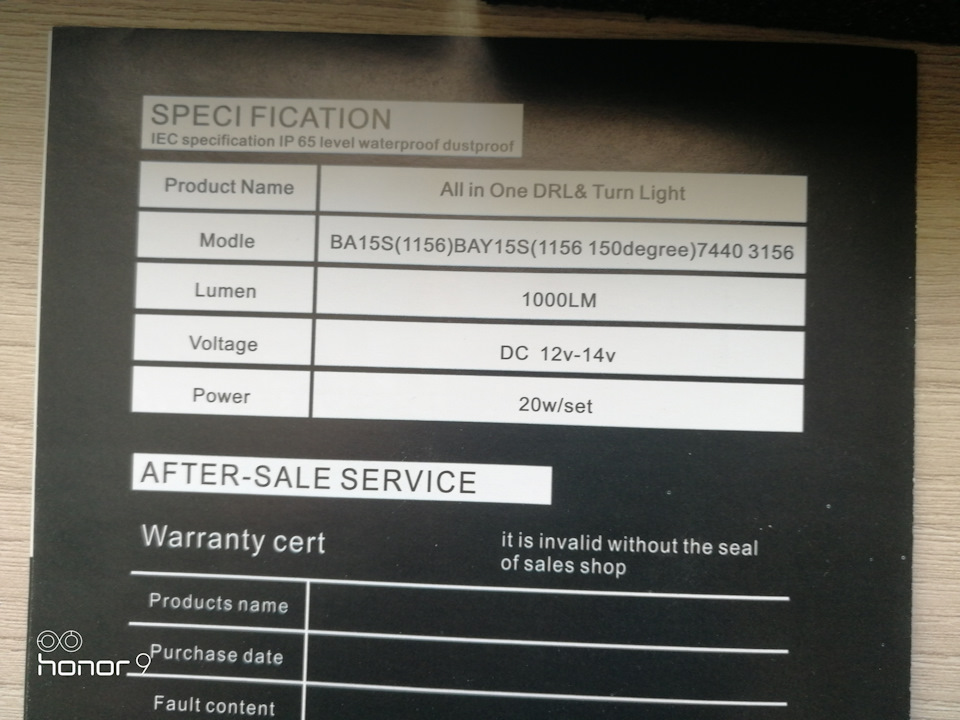 SPECIFICATION
IEC specification IP 65 level waterproof dustproof
Product Name All in One DRL& Turn Light
Modle BA15S(1156)BAY15S(1156 150degree)7440 3156
Lumen 1000LM
Voltage DC 12v-14v
Power 20w/set
AFTER-SALE SERVICE
Warranty cert it is invalid without the seal
of sales shop
Products name
Purchase date
Fault content
honor 9